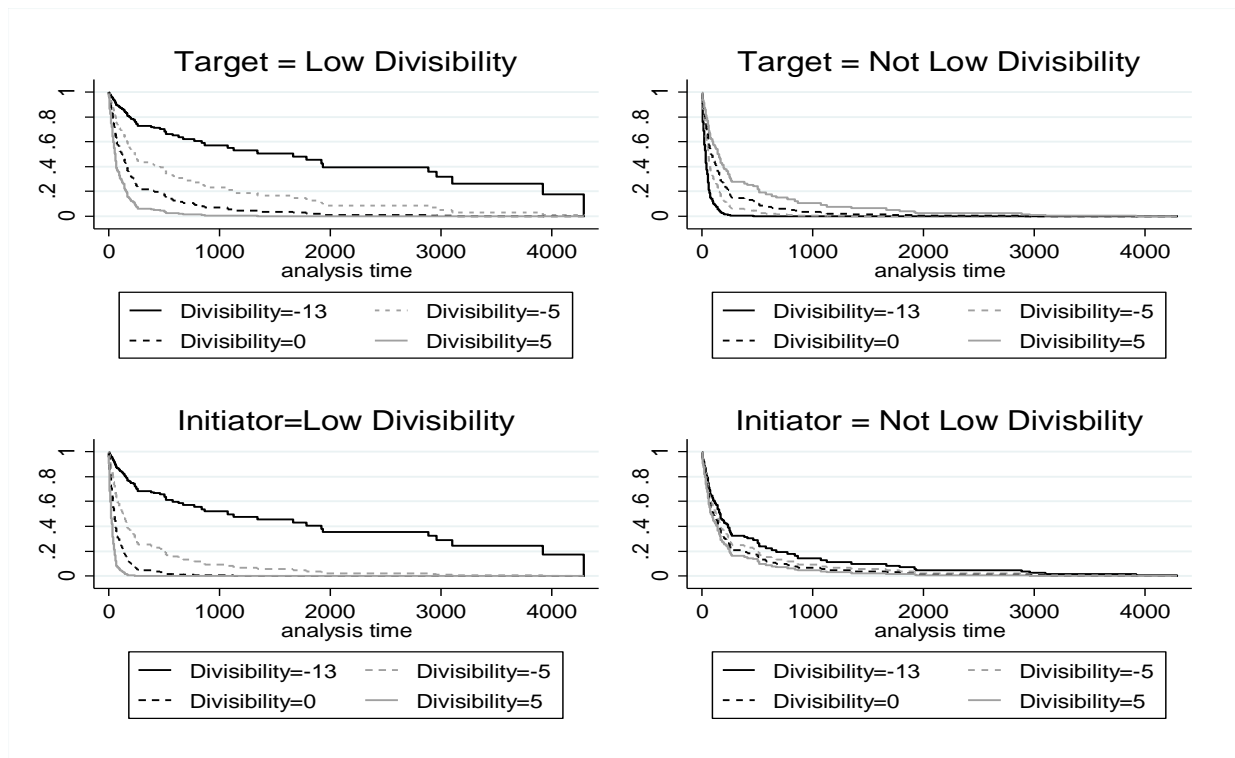 Target = Low Divisibility
1
.8
.6
.4
.2
0
0 1000 2000 3000 4000
analysis time
Divisibility=-13 Divisibility=-5
Divisibility=0 Divisibility=5
Target = Not Low Divisibility
1
.8
.6
.4
.2
0
0 1000 2000 3000 4000
analysis time
Divisibility=-13 Divisibility=-5
Divisibility=0 Divisibility=5
Initiator=Low Divisibility
1
.8
.6
.4
.2
0
0 1000 2000 3000 4000
analysis time
Divisibility=-13 Divisibility=-5
Divisibility=0 Divisibility=5
Initiator = Not Low Divisbility
1
.8
.6
.4
.2
0
0 1000 2000 3000 4000
analysis time
Divisibility=-13 Divisibility=-5
Divisibility=0 Divisibility=5